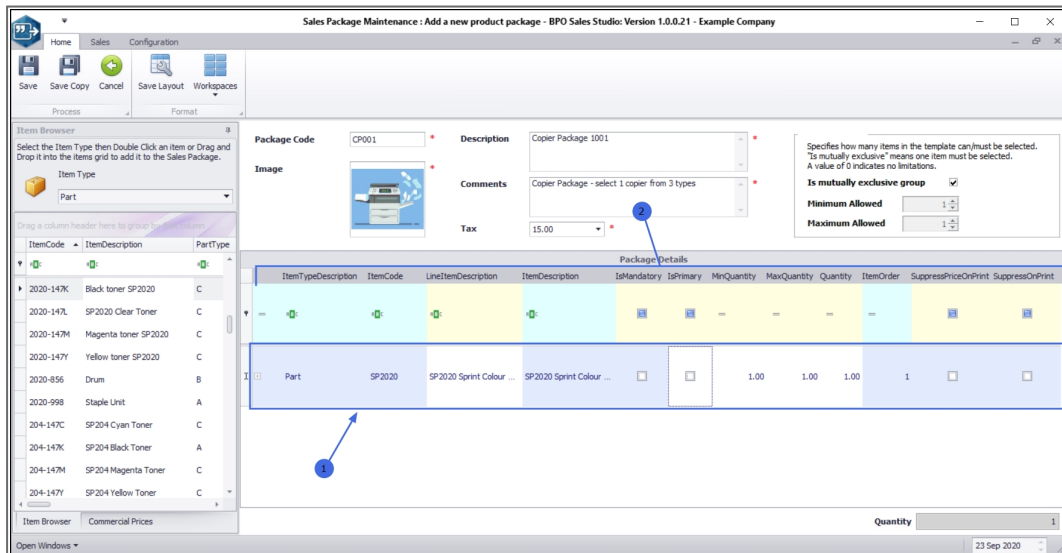 Sales Package Maintenance : Add a new product package - BPO Sales Studio: Version 1.0.0.21 - Example Company
Home Sales Configuration
Save Save Copy Cancel Save Layout Workspaces
Process Format
Item Browser
Select the Item Type then Double Click an item or Drag and
Drop it into the items grid to add it to the Sales Package.
Item Type
Part
Drag a column header here to group by that column
ItemCode ItemDescription PartType
2020-147K Black toner SP2020 C
2020-147L SP2020 Clear Toner C
2020-147M Magenta toner SP2020 C
2020-147Y Yellow toner SP2020 C
2020-856 Drum B
2020-998 Staple Unit A
204-147C SP204 Cyan Toner C
204-147K SP204 Black Toner A
204-147M SP204 Magenta Toner C
204-147Y SP204 Yellow Toner C
Item Browser Commercial Prices
Package Code CP001 *
Image *
Description Copier Package 1001 *
Comments Copier Package - select 1 copier from 3 types *
Tax 15.00 *
Specifies how many items in the template can/must be selected.
"Is mutually exclusive" means one item must be selected.
A value of 0 indicates no limitations.
Is mutually exclusive group
Minimum Allowed 1
Maximum Allowed 1
2
Package Details
ItemTypeDescription ItemCode LineItemDescription ItemDescription IsMandatory IsPrimary MinQuantity MaxQuantity Quantity ItemOrder SuppressPriceOnPrint SuppressOnPrint
= = = = =
Part SP2020 SP2020 Sprint Colour ... SP2020 Sprint Colour ... 1.00 1.00 1.00 1
1
Quantity 1
Open Windows 23 Sep 2020